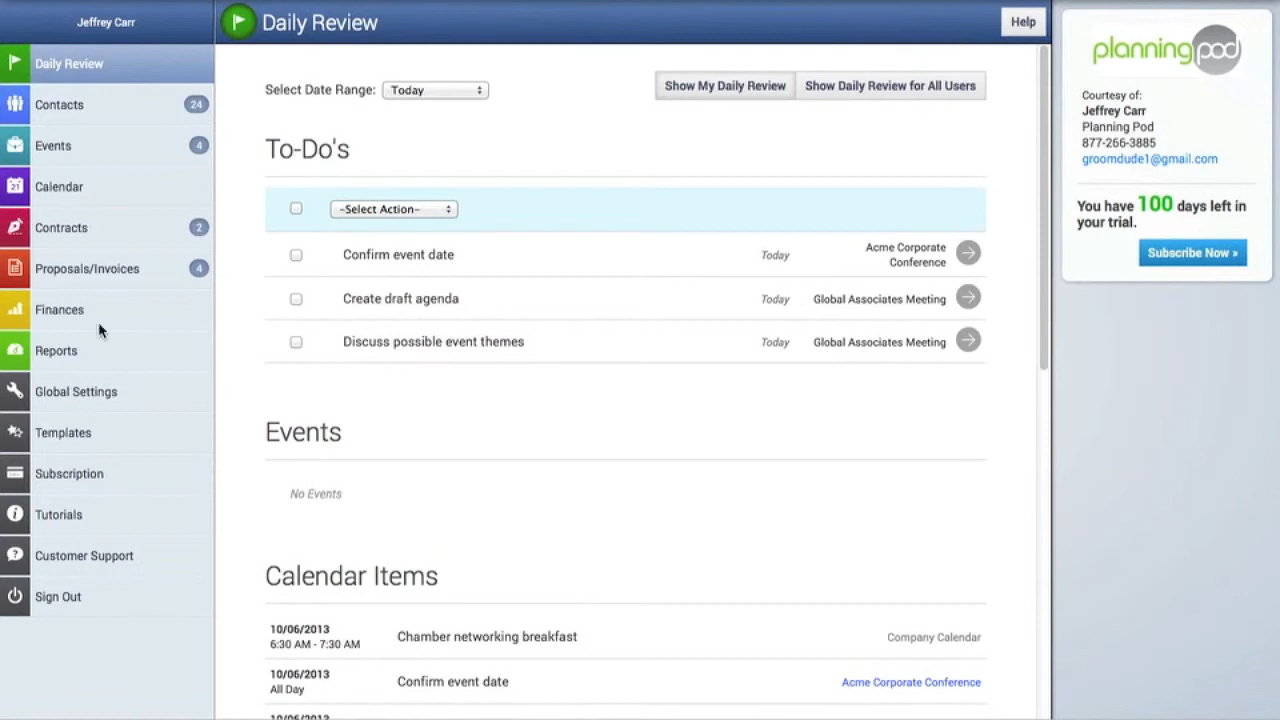 Jeffrey Carr
Daily Review
Help
Daily Review
Contacts 24
Events 4
Calendar
Contracts 2
Proposals/Invoices 4
Finances
Reports
Global Settings
Templates
Subscription
Tutorials
Customer Support
Sign Out
Select Date Range: Today
Show My Daily Review
Show Daily Review for All Users
To-Do's
-Select Action-
Confirm event date Today Acme Corporate
Conference
Create draft agenda Today Global Associates Meeting
Discuss possible event themes Today Global Associates Meeting
Events
No Events
Calendar Items
10/06/2013
6:30 AM - 7:30 AM
Chamber networking breakfast
Company Calendar
10/06/2013
All Day
Confirm event date
Acme Corporate Conference
10/06/2013
planningpod
Courtesy of:
Jeffrey Carr
Planning Pod
877-266-3885
groomdude1@gmail.com
You have 100 days left in
your trial.
Subscribe Now »